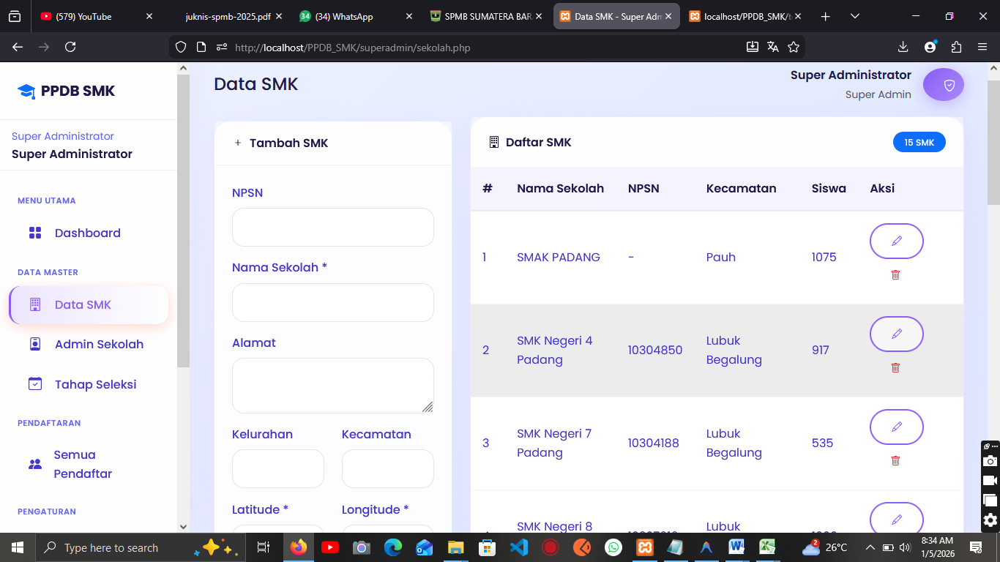 (579) YouTube
juknis-spmb-2025.pdf
34
(34) WhatsApp
SPMB SUMATERA BAR
Data SMK - Super Adm
localhost/PPDB_SMK/t
http://localhost/PPDB_SMK/superadmin/sekolah.php
PPDB SMK
Super Administrator
Super Administrator
MENU UTAMA
Dashboard
DATA MASTER
Data SMK
Admin Sekolah
Tahap Seleksi
PENDAFTARAN
Semua
Pendaftar
PENGATURAN
Data SMK
Super Administrator
Super Admin
+ Tambah SMK
NPSN
Nama Sekolah *
Alamat
Kelurahan Kecamatan
Latitude * Longitude *
Daftar SMK
15 SMK
# Nama Sekolah NPSN Kecamatan Siswa Aksi
1 SMAK PADANG - Pauh 1075
2 SMK Negeri 4 Padang 10304850 Lubuk Begalung 917
3 SMK Negeri 7 Padang 10304188 Lubuk Begalung 535
SMK Negeri 8 Lubuk
Type here to search
2
26°C
8:34 AM
1/5/2026